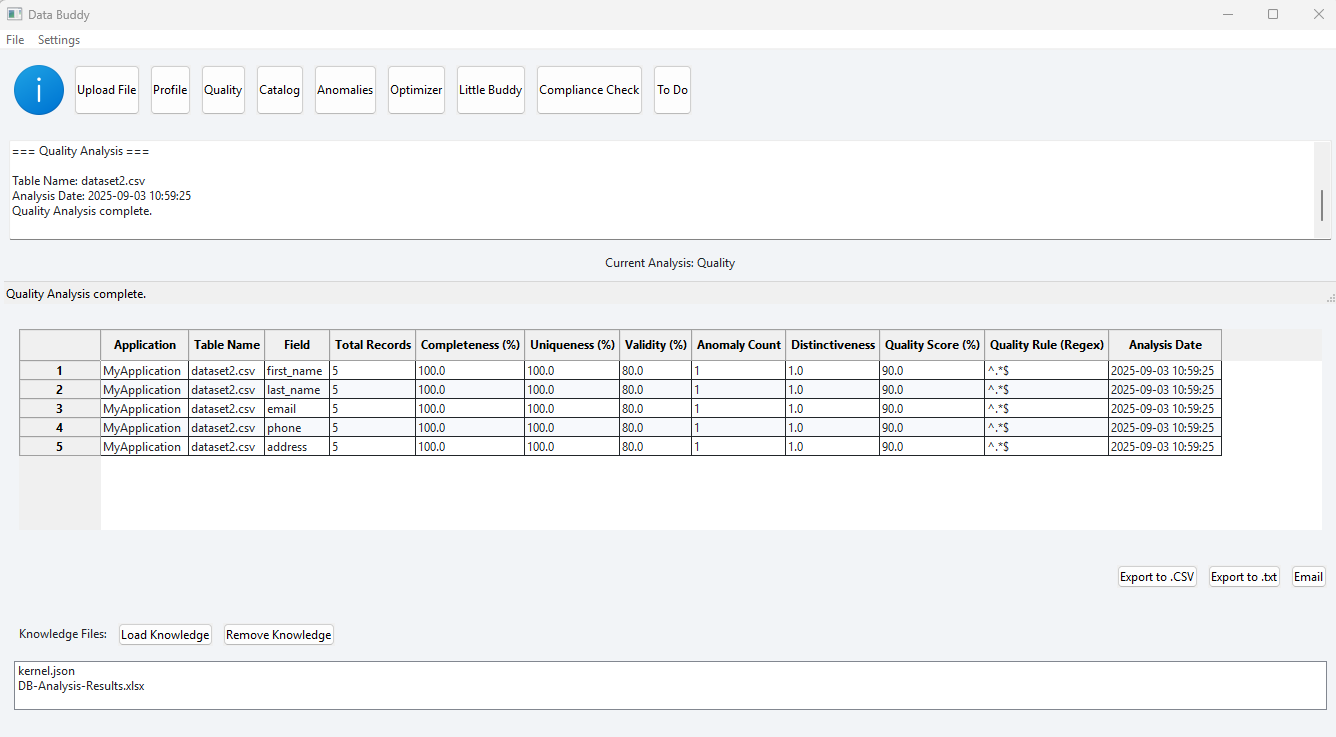 Data Buddy
File Settings
i
Upload File Profile Quality Catalog Anomalies Optimizer Little Buddy Compliance Check To Do
=== Quality Analysis ===
Table Name: dataset2.csv
Analysis Date: 2025-09-03 10:59:25
Quality Analysis complete.
Current Analysis: Quality
Quality Analysis complete.
Application Table Name Field Total Records Completeness (%) Uniqueness (%) Validity (%) Anomaly Count Distinctiveness Quality Score (%) Quality Rule (Regex) Analysis Date
1 MyApplication dataset2.csv first_name 5 100.0 100.0 80.0 1 1.0 90.0 ^.*$ 2025-09-03 10:59:25
2 MyApplication dataset2.csv last_name 5 100.0 100.0 80.0 1 1.0 90.0 ^.*$ 2025-09-03 10:59:25
3 MyApplication dataset2.csv email 5 100.0 100.0 80.0 1 1.0 90.0 ^.*$ 2025-09-03 10:59:25
4 MyApplication dataset2.csv phone 5 100.0 100.0 80.0 1 1.0 90.0 ^.*$ 2025-09-03 10:59:25
5 MyApplication dataset2.csv address 5 100.0 100.0 80.0 1 1.0 90.0 ^.*$ 2025-09-03 10:59:25
Export to .CSV Export to .txt Email
Knowledge Files: Load Knowledge Remove Knowledge
kernel.json
DB-Analysis-Results.xlsx